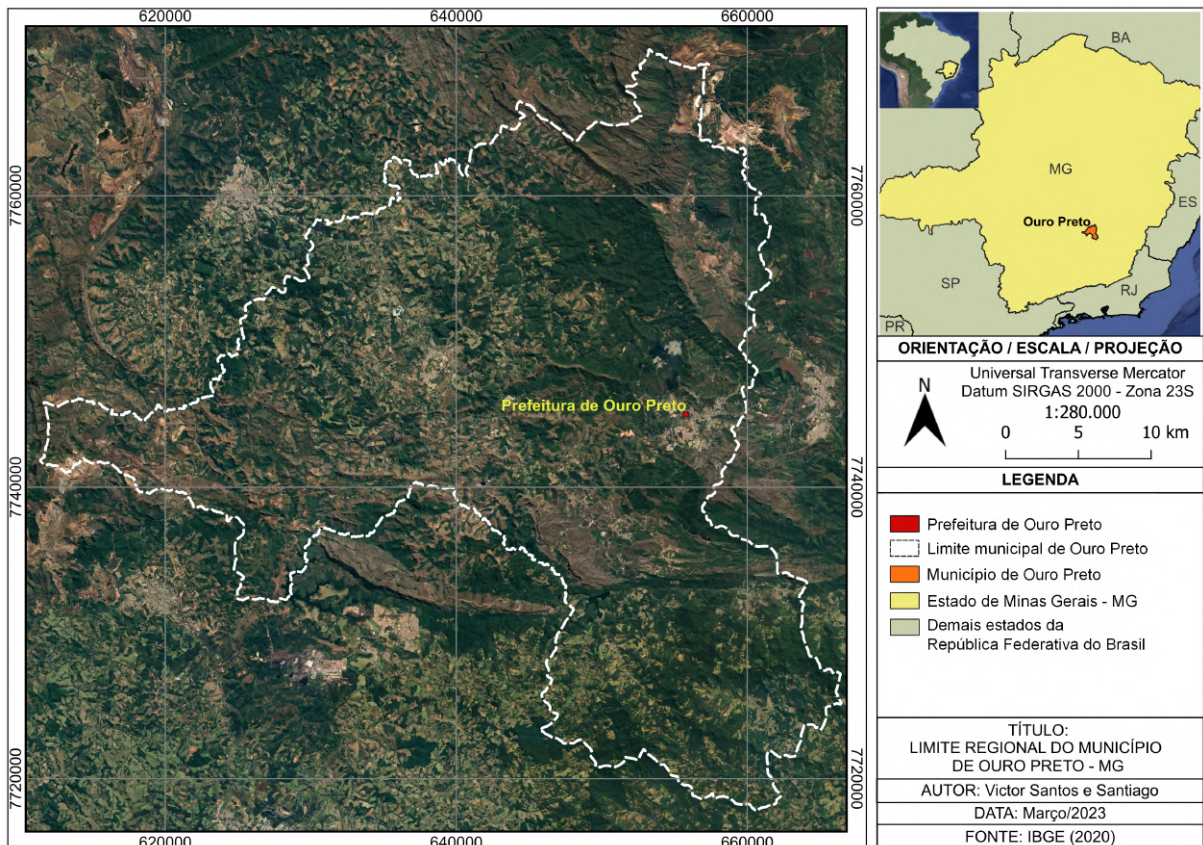 620000
640000
660000
7760000
7760000
7740000
7740000
7720000
7720000
Prefeitura de Ouro Preto
620000
640000
660000
BA
MG
ES
Ouro Preto
SP
RJ
PR
ORIENTAÇÃO / ESCALA / PROJEÇÃO
N
Universal Transverse Mercator
Datum SIRGAS 2000 - Zona 23S
1:280.000
0 5 10 km
LEGENDA
Prefeitura de Ouro Preto
Limite municipal de Ouro Preto
Município de Ouro Preto
Estado de Minas Gerais - MG
Demais estados da
República Federativa do Brasil
TÍTULO:
LIMITE REGIONAL DO MUNICÍPIO
DE OURO PRETO - MG
AUTOR: Victor Santos e Santiago
DATA: Março/2023
FONTE: IBGE (2020)